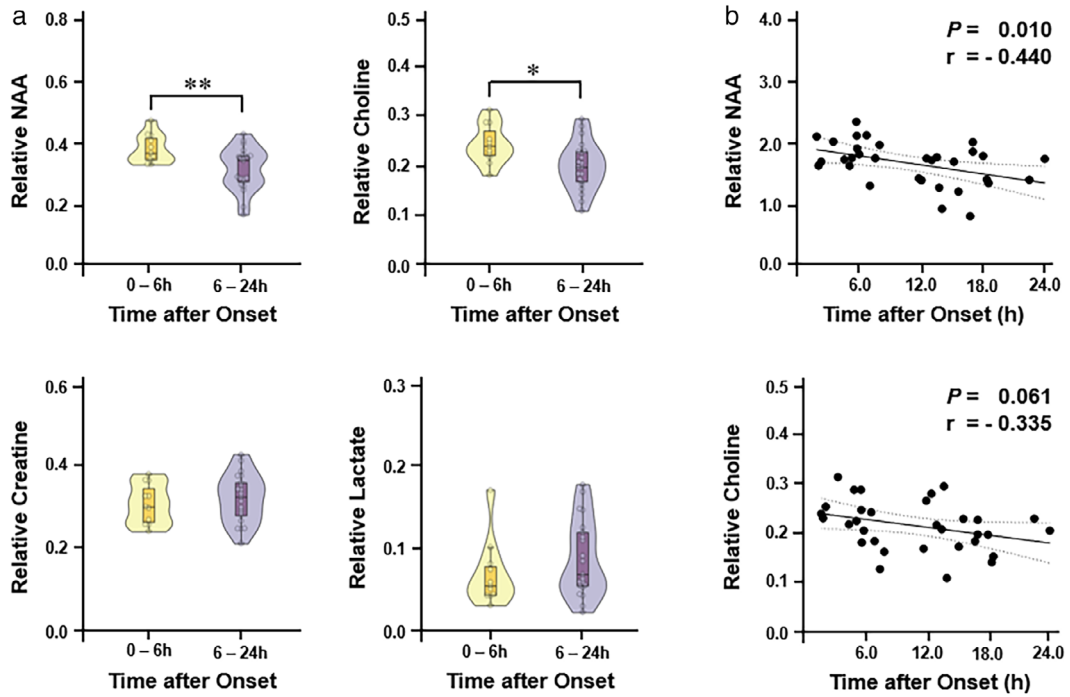 a
0.8
0.6
0.4
0.2
0.0
Relative NAA
**
0 – 6h
6 – 24h
Time after Onset
0.5
0.4
0.3
0.2
0.1
0.0
Relative Choline
*
0 – 6h
6 – 24h
Time after Onset
b
4.0
3.0
2.0
1.0
0.0
Relative NAA
P = 0.010
r = - 0.440
6.0
12.0
18.0
24.0
Time after Onset (h)
0.6
0.4
0.2
0.0
Relative Creatine
0 – 6h
6 – 24h
Time after Onset
0.3
0.2
0.1
0.0
Relative Lactate
0 – 6h
6 – 24h
Time after Onset
0.5
0.4
0.3
0.2
0.1
0.0
Relative Choline
P = 0.061
r = - 0.335
6.0
12.0
18.0
24.0
Time after Onset (h)